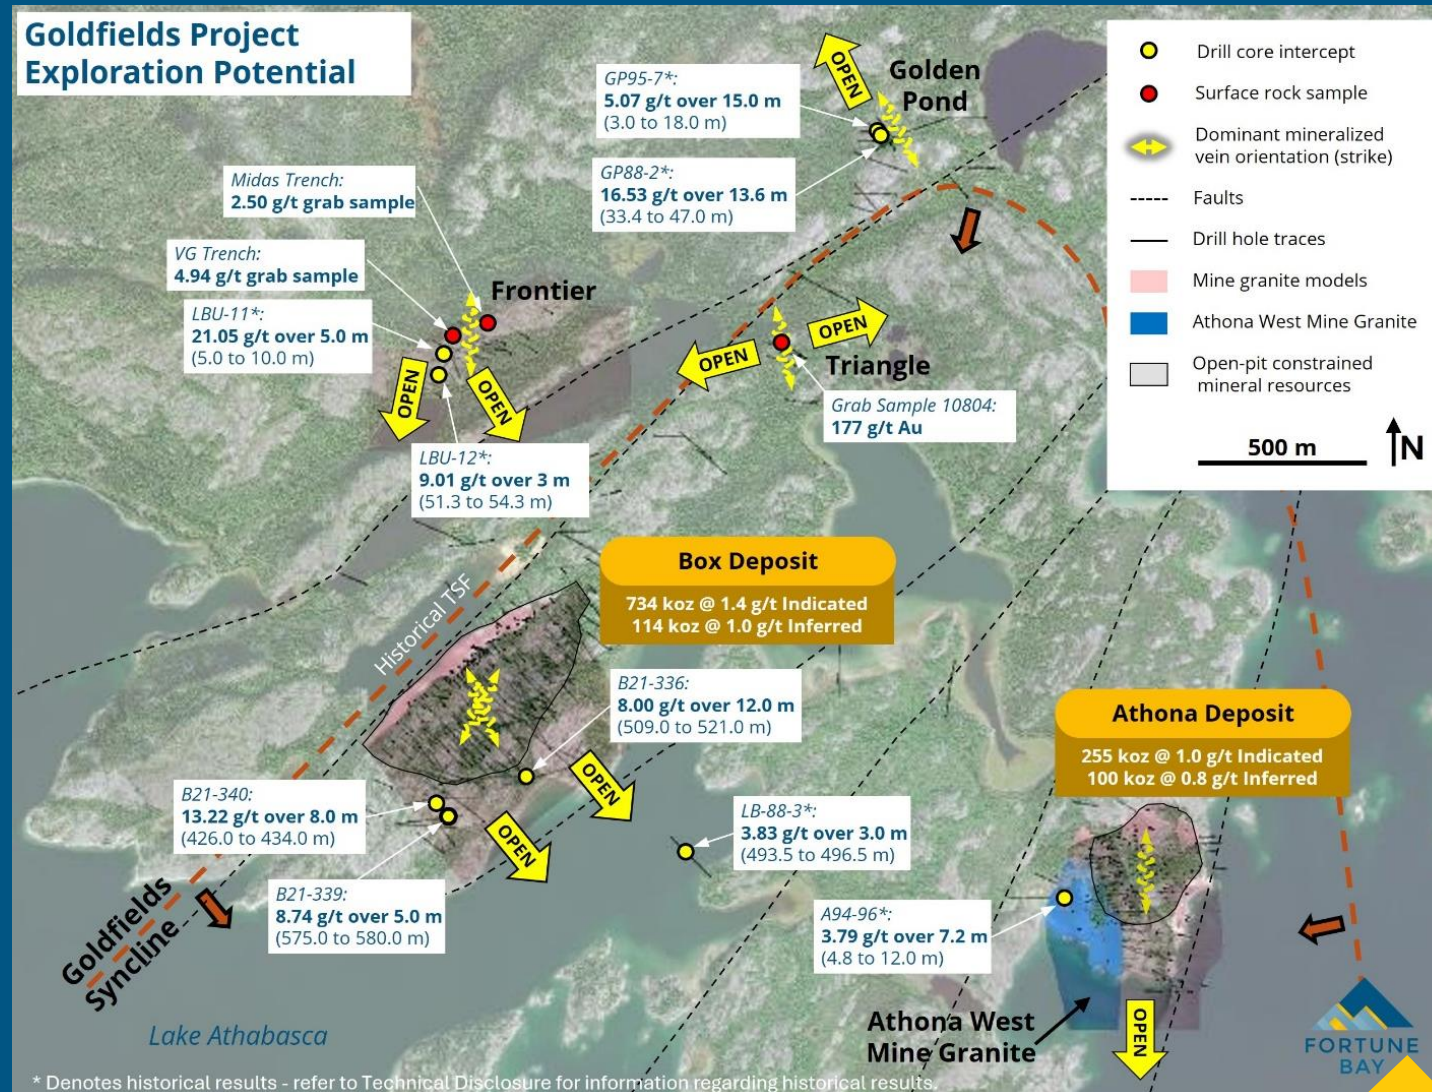 Goldfields Project
Exploration Potential
GP95-7*:
5.07 g/t over 15.0 m
(3.0 to 18.0 m)
OPEN
Golden
Pond
GP88-2*:
16.53 g/t over 13.6 m
(33.4 to 47.0 m)
Midas Trench:
2.50 g/t grab sample
VG Trench:
4.94 g/t grab sample
LBU-11*:
21.05 g/t over 5.0 m
(5.0 to 10.0 m)
Frontier
OPEN
OPEN
LBU-12*:
9.01 g/t over 3 m
(51.3 to 54.3 m)
OPEN
OPEN
Triangle
Grab Sample 10804:
177 g/t Au
Drill core intercept
Surface rock sample
Dominant mineralized
vein orientation (strike)
Faults
Drill hole traces
Mine granite models
Athona West Mine Granite
Open-pit constrained
mineral resources
500 m
N
Historical TSF
Box Deposit
734 koz @ 1.4 g/t Indicated
114 koz @ 1.0 g/t Inferred
B21-336:
8.00 g/t over 12.0 m
(509.0 to 521.0 m)
OPEN
OPEN
B21-340:
13.22 g/t over 8.0 m
(426.0 to 434.0 m)
B21-339:
8.74 g/t over 5.0 m
(575.0 to 580.0 m)
LB-88-3*:
3.83 g/t over 3.0 m
(493.5 to 496.5 m)
Athona Deposit
255 koz @ 1.0 g/t Indicated
100 koz @ 0.8 g/t Inferred
A94-96*:
3.79 g/t over 7.2 m
(4.8 to 12.0 m)
Goldfields
Syncline
Athona West
Mine Granite
OPEN
Lake Athabasca
FORTUNE
BAY
* Denotes historical results - refer to Technical Disclosure for information regarding historical results.